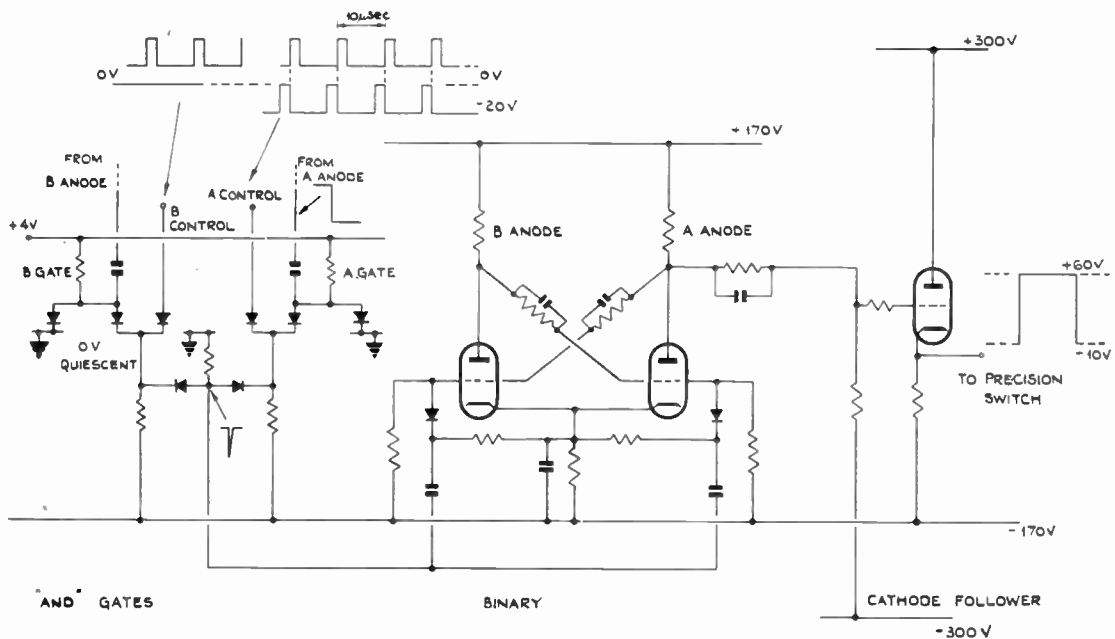 10µsec
+300V
0V
0V
-20V
+170V
FROM
B ANODE
FROM
A ANODE
A CONTROL
B
CONTROL
+4V
B GATE
A GATE
B ANODE
A ANODE
+60V
-10V
0V
QUIESCENT
TO PRECISION
SWITCH
-170V
"AND" GATES
BINARY
CATHODE FOLLOWER
-300V